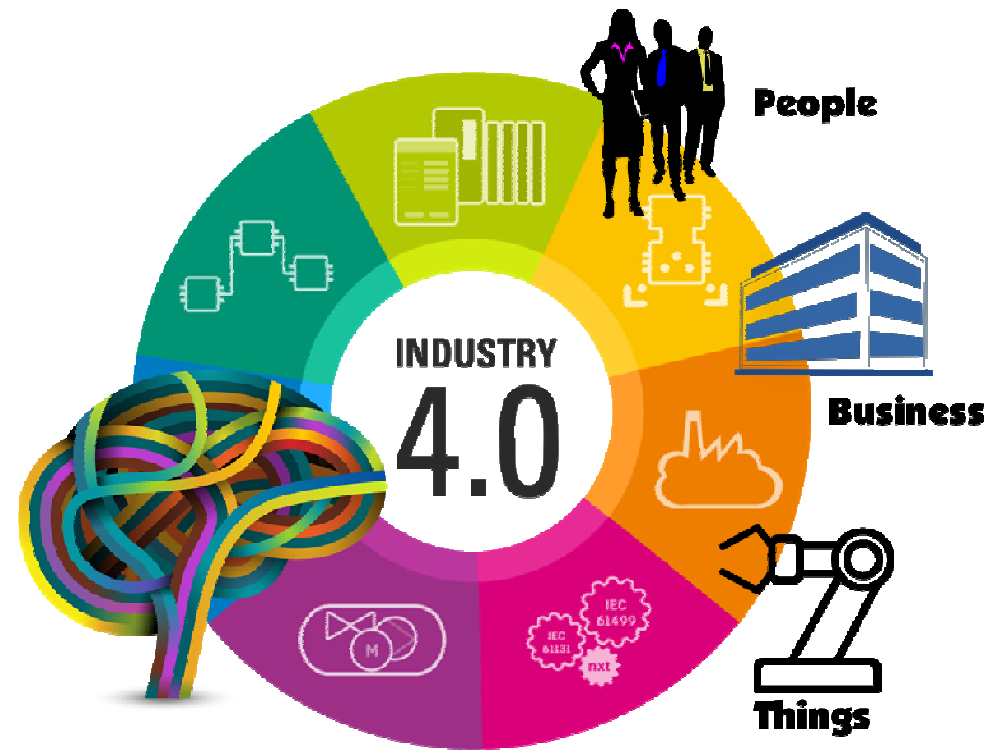 People
INDUSTRY
4.0
Business
IEC
61499
IEC
61131
nxt
M
Things